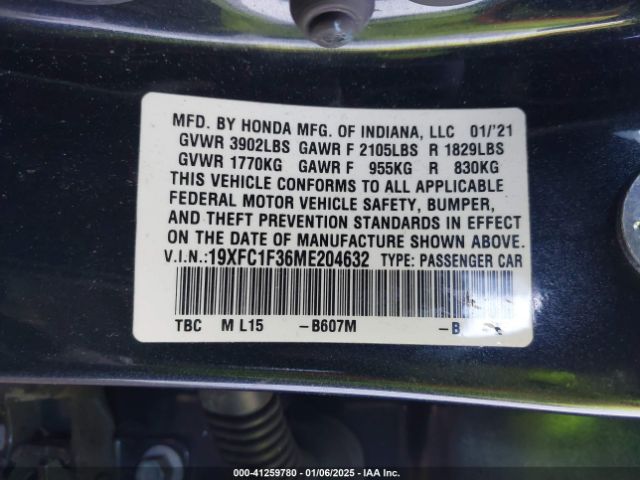 MFD. BY HONDA MFG. OF INDIANA, LLC 01/'21
GVWR 3902LBS GAWR F 2105LBS R 1829LBS
GVWR 1770KG GAWR F 955KG R 830KG
THIS VEHICLE CONFORMS TO ALL APPLICABLE
FEDERAL MOTOR VEHICLE SAFETY, BUMPER,
AND THEFT PREVENTION STANDARDS IN EFFECT
ON THE DATE OF MANUFACTURE SHOWN ABOVE.
V.I.N.:19XFC1F36ME204632 TYPE: PASSENGER CAR
TBC M L15 -B607M -B
000-41259780 - 01/06/2025 - IAA Inc.